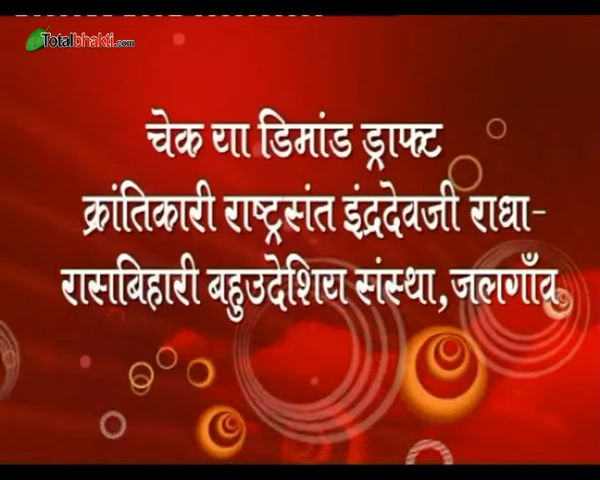 Totalbhakti.com
चेक या डिमांड ड्राफ्ट
क्रांतिकारी राष्ट्रसंत इंद्रदेवजी राधा-
रासबिहारी बहुउदेशिय संस्था, जलगाँव